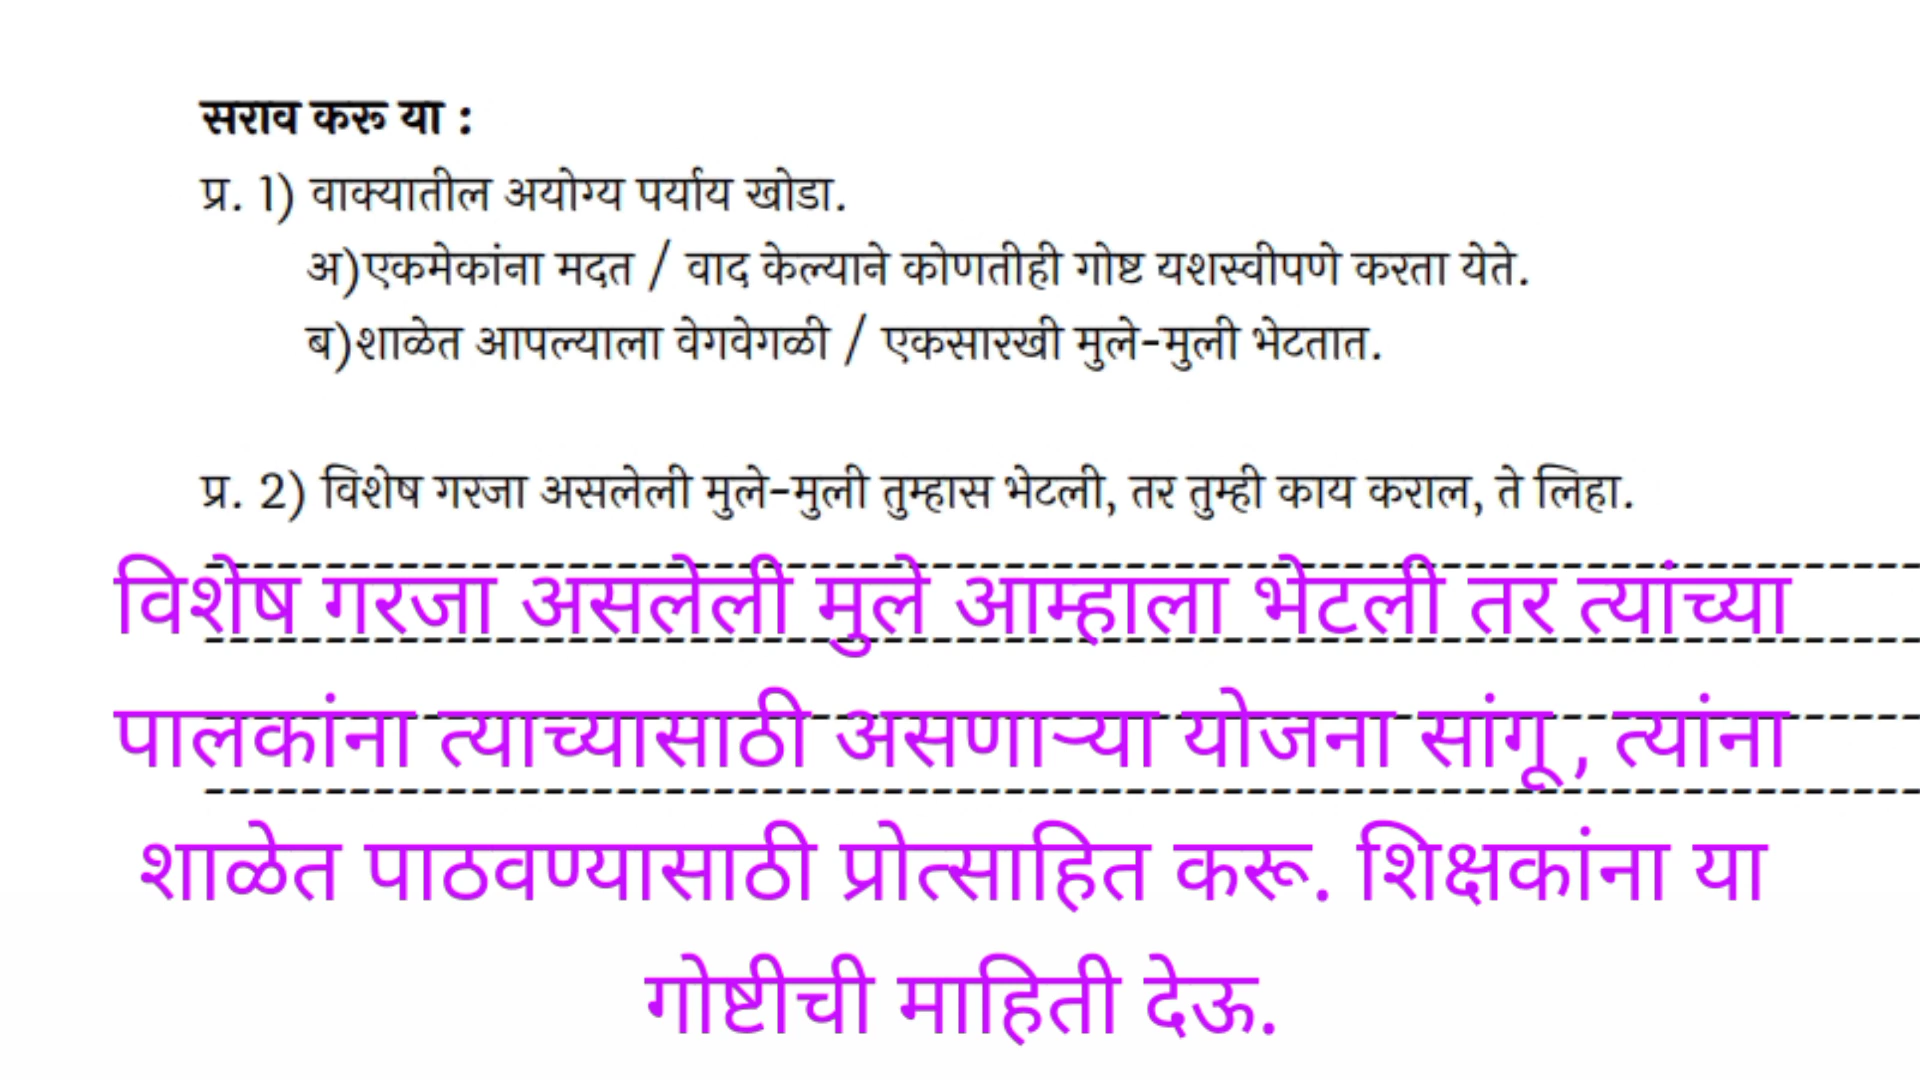 सराव करू या :
प्र. 1) वाक्यातील अयोग्य पर्याय खोडा.
अ)एकमेकांना मदत / वाद केल्याने कोणतीही गोष्ट यशस्वीपणे करता येते.
ब)शाळेत आपल्याला वेगवेगळी / एकसारखी मुले-मुली भेटतात.
प्र. 2) विशेष गरजा असलेली मुले-मुली तुम्हास भेटली, तर तुम्ही काय कराल, ते लिहा.
विशेष गरजा असलेली मुले आम्हाला भेटली तर त्यांच्या
पालकांना त्याच्यासाठी असणाऱ्या योजना सांगू , त्यांना
शाळेत पाठवण्यासाठी प्रोत्साहित करू. शिक्षकांना या
गोष्टीची माहिती देऊ.